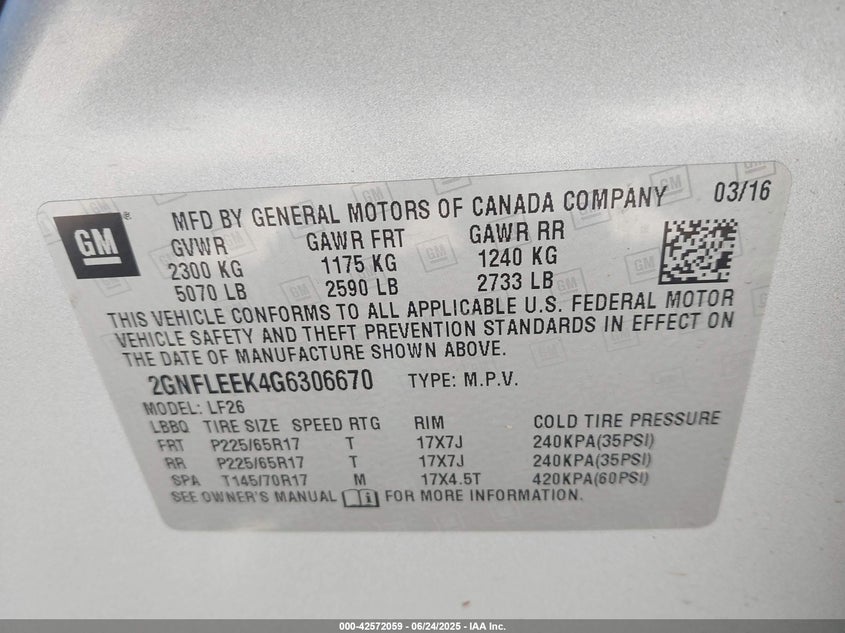 GM
®
MFD BY GENERAL MOTORS OF CANADA COMPANY 03/16
GVWR GAWR FRT GAWR RR
2300 KG 1175 KG 1240 KG
5070 LB 2590 LB 2733 LB
THIS VEHICLE CONFORMS TO ALL APPLICABLE U.S. FEDERAL MOTOR
VEHICLE SAFETY AND THEFT PREVENTION STANDARDS IN EFFECT ON
THE DATE OF MANUFACTURE SHOWN ABOVE.
2GNFLEEK4G6306670 TYPE: M.P.V.
MODEL: LF26
LBBQ TIRE SIZE SPEED RTG RIM COLD TIRE PRESSURE
FRT P225/65R17 T 17X7J 240KPA(35PSI)
RR P225/65R17 T 17X7J 240KPA(35PSI)
SPA T145/70R17 M 17X4.5T 420KPA(60PSI)
SEE OWNER'S MANUAL FOR MORE INFORMATION.
000-42572059 - 06/24/2025 - IAA Inc.